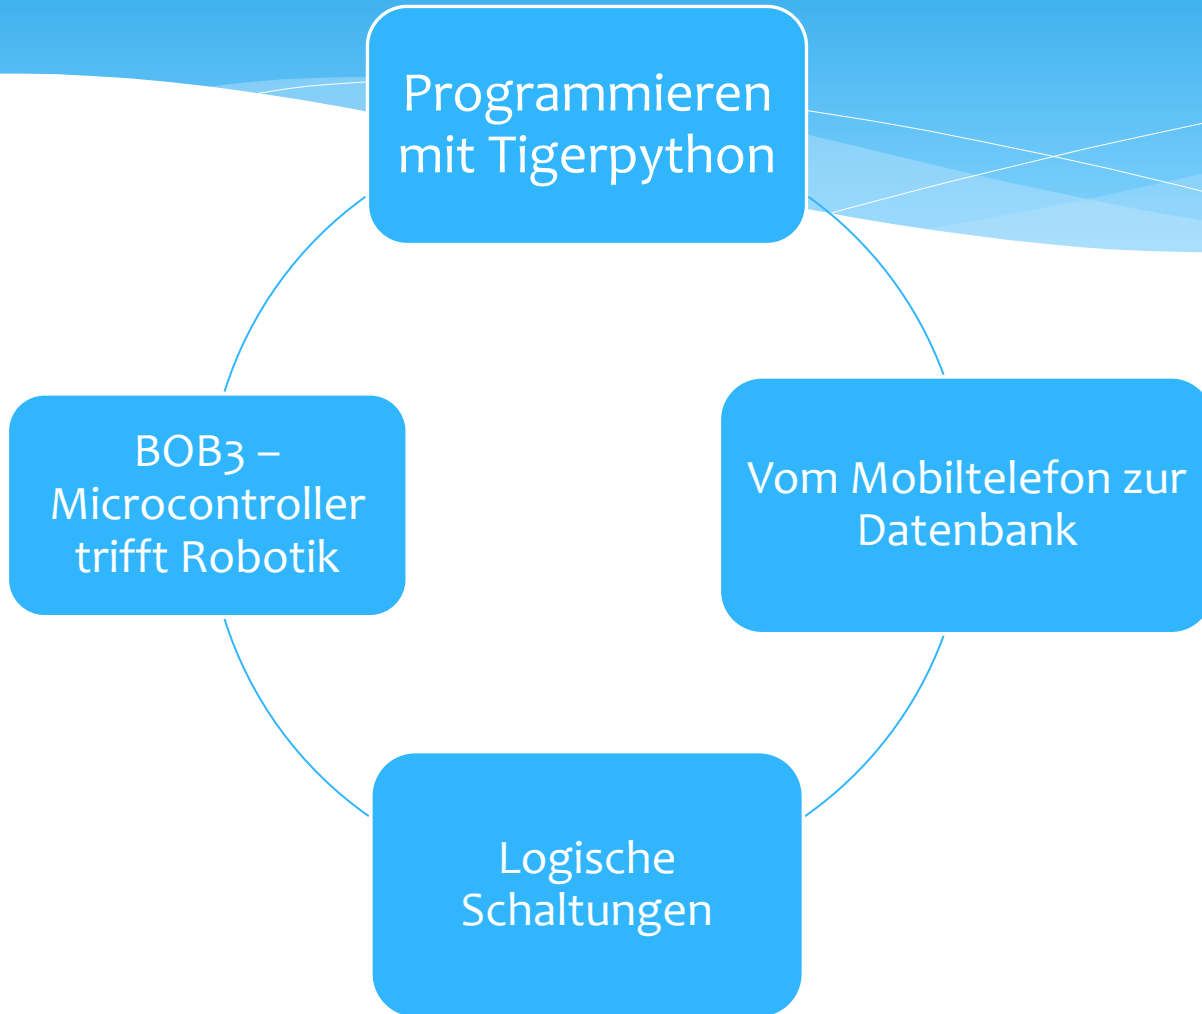 Programmieren
mit Tigerpython
Vom Mobiltelefon zur
Datenbank
Logische
Schaltungen
BOB3 –
Microcontroller
trifft Robotik